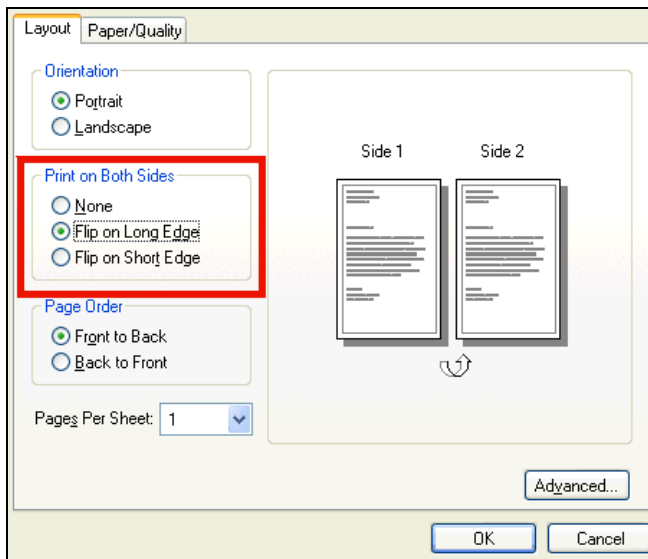 Layout
Paper/Quality
Orientation
Portrait
Landscape
Print on Both Sides
None
Flip on Long Edge
Flip on Short Edge
Page Order
Front to Back
Back to Front
Pages Per Sheet: 1
Side 1 Side 2
Advanced...
OK Cancel